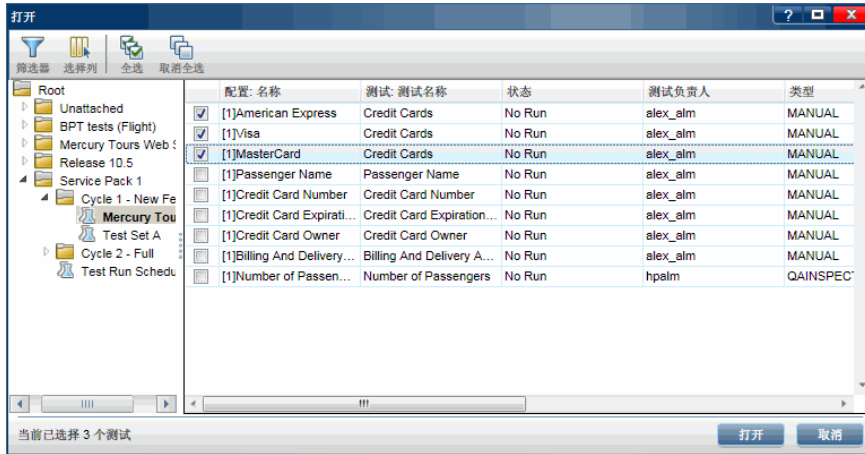 打开
筛选器 选择列 全选 取消全选
Root
Unattached
BPT tests (Flight)
Mercury Tours Web S
Release 10.5
Service Pack 1
Cycle 1 - New Fe
Mercury Tou
Test Set A
Cycle 2 - Full
Test Run Schedu
配置: 名称 测试: 测试名称 状态 测试负责人 类型
[1]American Express Credit Cards No Run alex_alm MANUAL
[1]Visa Credit Cards No Run alex_alm MANUAL
[1]MasterCard Credit Cards No Run alex_alm MANUAL
[1]Passenger Name Passenger Name No Run alex_alm MANUAL
[1]Credit Card Number Credit Card Number No Run alex_alm MANUAL
[1]Credit Card Expirati... Credit Card Expiration... No Run alex_alm MANUAL
[1]Credit Card Owner Credit Card Owner No Run alex_alm MANUAL
[1]Billing And Delivery... Billing And Delivery A... No Run alex_alm MANUAL
[1]Number of Passen... Number of Passengers No Run hpalm QAINSPEC
当前已选择 3 个测试 打开 取消